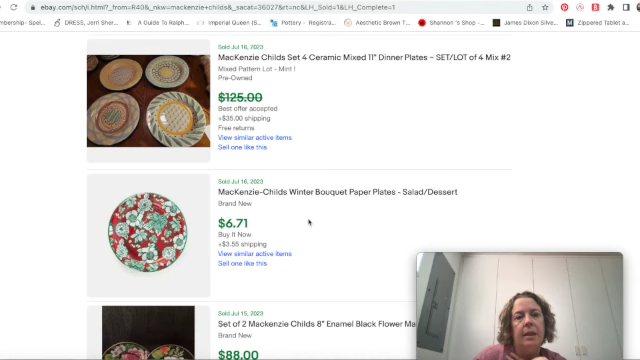 ebay.com/sch/i.html?_from=R40&_nkw=mackenzie+childs&_sacat=36027&rt=nc&LH_Sold=1&LH_Complete=1
DRESS, Jerri Sher...
A Guide To Ralph...
Imperial Queen (S...
Pottery - Registra...
Aesthetic Brown T...
Shannon 's Shop -...
James Dixon Silve...
Zippered Tablet c...
Sold Jul 16, 2023
MacKenzie Childs Set 4 Ceramic Mixed 11" Dinner Plates ~ SET/LOT of 4 Mix #2
Mixed Pattern Lot - Mint !
Pre-Owned
$125.00
Best offer accepted
+$35.00 shipping
Free returns
View similar active items
Sell one like this
Sold Jul 16, 2023
MacKenzie-Childs Winter Bouquet Paper Plates - Salad/Dessert
Brand New
$6.71
Buy It Now
+$3.55 shipping
View similar active items
Sell one like this
Sold Jul 15, 2023
Set of 2 Mackenzie Childs 8" Enamel Black Flower Ma
Brand New
$88.00